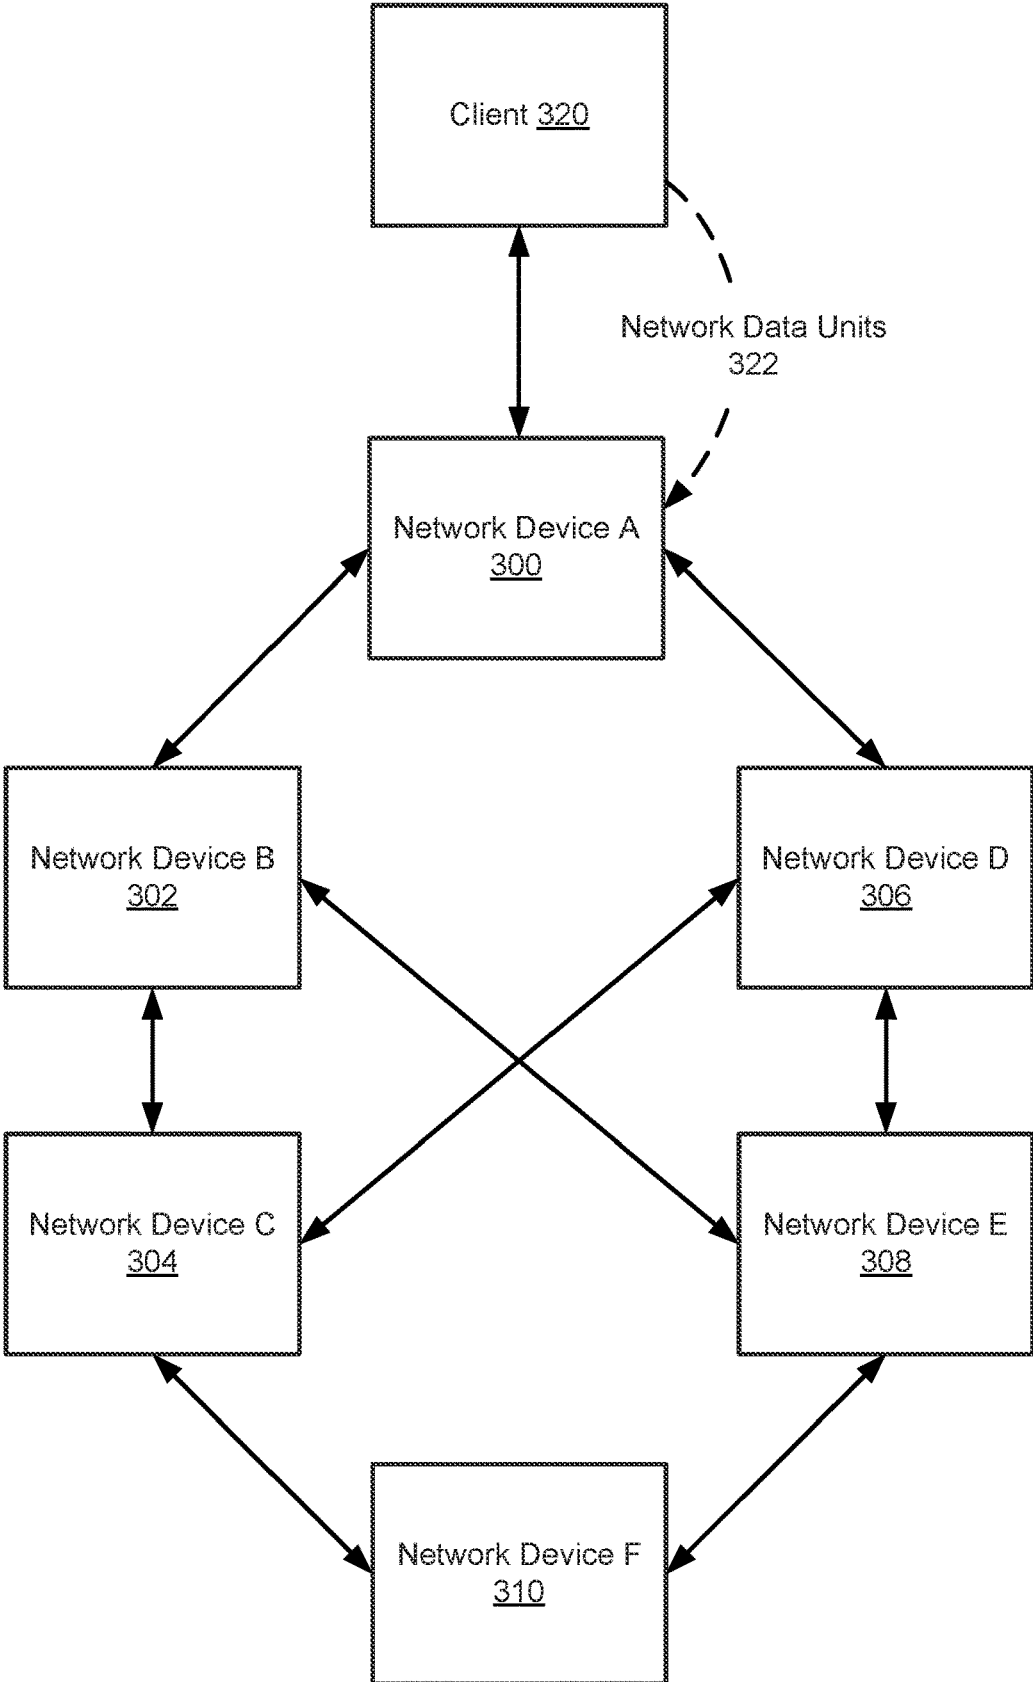 Client 320
Network Data Units
322
Network Device A
300
Network Device B
302
Network Device D
306
Network Device C
304
Network Device E
308
Network Device F
310